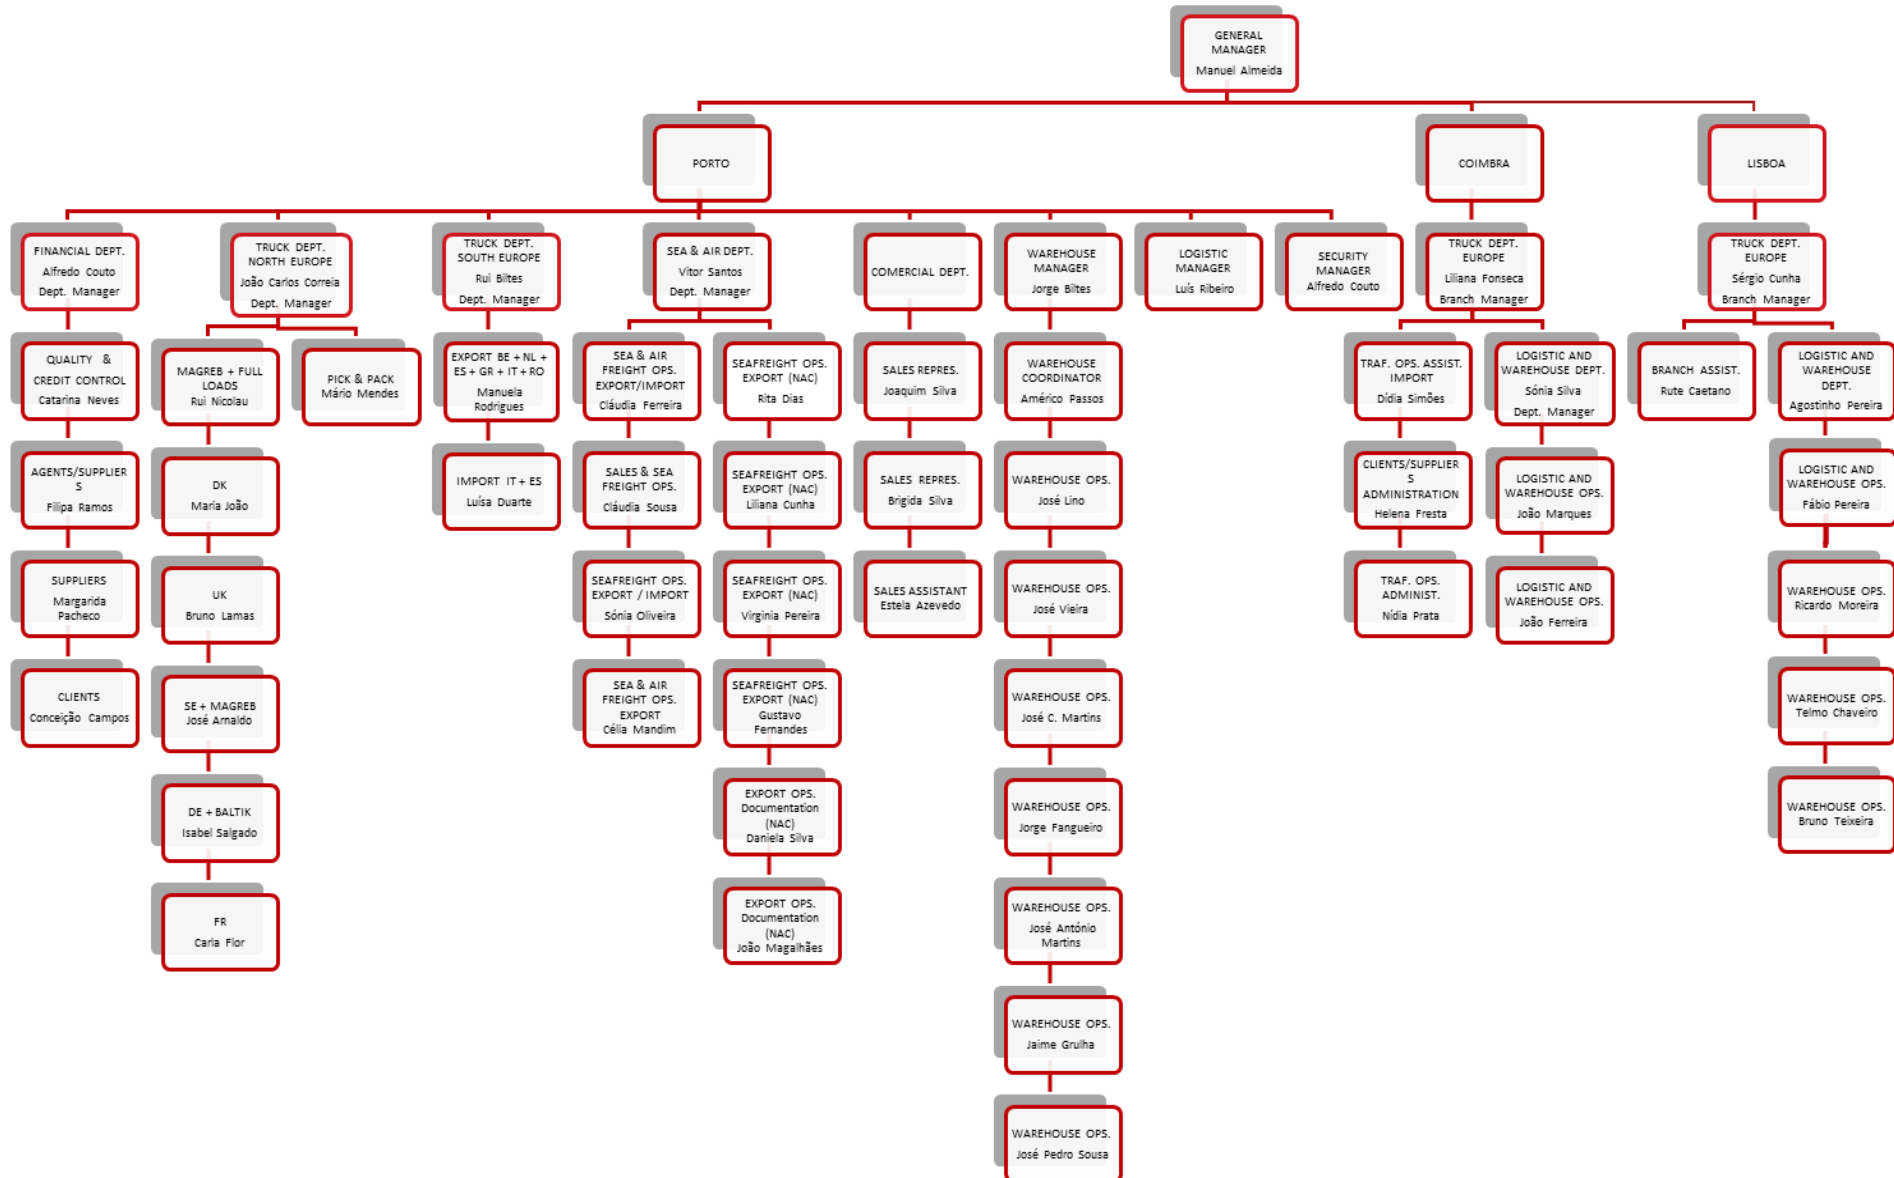 GENERAL
MANAGER
Manuel Almeida
PORTO
COIMBRA
LISBOA
FINANCIAL DEPT.
Alfredo Couto
Dept. Manager
TRUCK DEPT.
NORTH EUROPE
João Carlos Correia
Dept. Manager
TRUCK DEPT.
SOUTH EUROPE
Rui Biltes
Dept. Manager
SEA & AIR DEPT.
Vitor Santos
Dept. Manager
COMERCIAL DEPT.
WAREHOUSE
MANAGER
Jorge Biltes
LOGISTIC
MANAGER
Luís Ribeiro
SECURITY
MANAGER
Alfredo Couto
TRUCK DEPT.
EUROPE
Liliana Fonseca
Branch Manager
TRUCK DEPT.
EUROPE
Sérgio Cunha
Branch Manager
QUALITY &
CREDIT CONTROL
Catarina Neves
MAGREB + FULL
LOADS
Rui Nicolau
PICK & PACK
Mário Mendes
EXPORT BE + NL +
ES + GR + IT + RO
Manuela
Rodrigues
SEA & AIR
FREIGHT OPS.
EXPORT/IMPORT
Cláudia Ferreira
SEAFREIGHT OPS.
EXPORT (NAC)
Rita Dias
SALES REPRES.
Joaquim Silva
WAREHOUSE
COORDINATOR
Américo Passos
TRAF. OPS. ASSIST.
IMPORT
Dídia Simões
LOGISTIC AND
WAREHOUSE DEPT.
Sónia Silva
Dept. Manager
BRANCH ASSIST.
Rute Caetano
LOGISTIC AND
WAREHOUSE
DEPT.
Agostinho Pereira
AGENTS/SUPPLIER
S
Filipa Ramos
DK
Maria João
IMPORT IT + ES
Luísa Duarte
SALES & SEA
FREIGHT OPS.
Cláudia Sousa
SEAFREIGHT OPS.
EXPORT (NAC)
Liliana Cunha
SALES REPRES.
Brigida Silva
WAREHOUSE OPS.
José Lino
CLIENTS/SUPPLIER
S
ADMINISTRATION
Helena Fresta
LOGISTIC AND
WAREHOUSE OPS.
João Marques
LOGISTIC AND
WAREHOUSE OPS.
Fábio Pereira
SUPPLIERS
Margarida
Pacheco
UK
Bruno Lamas
SEAFREIGHT OPS.
EXPORT / IMPORT
Sónia Oliveira
SEAFREIGHT OPS.
EXPORT (NAC)
Virginia Pereira
SALES ASSISTANT
Estela Azevedo
WAREHOUSE OPS.
José Vieira
TRAF. OPS.
ADMINIST.
Nídia Prata
LOGISTIC AND
WAREHOUSE OPS.
João Ferreira
WAREHOUSE OPS.
Ricardo Moreira
CLIENTS
Conceição Campos
SE + MAGREB
José Arnaldo
SEA & AIR
FREIGHT OPS.
EXPORT
Célia Mandim
SEAFREIGHT OPS.
EXPORT (NAC)
Gustavo
Fernandes
WAREHOUSE OPS.
José C. Martins
WAREHOUSE OPS.
Telmo Chaveiro
DE + BALTIK
Isabel Salgado
EXPORT OPS.
Documentation
(NAC)
Daniela Silva
WAREHOUSE OPS.
Jorge Fangueiro
WAREHOUSE OPS.
Bruno Teixeira
FR
Carla Flor
EXPORT OPS.
Documentation
(NAC)
João Magalhães
WAREHOUSE OPS.
José António
Martins
WAREHOUSE OPS.
Jaime Grulha
WAREHOUSE OPS.
José Pedro Sousa